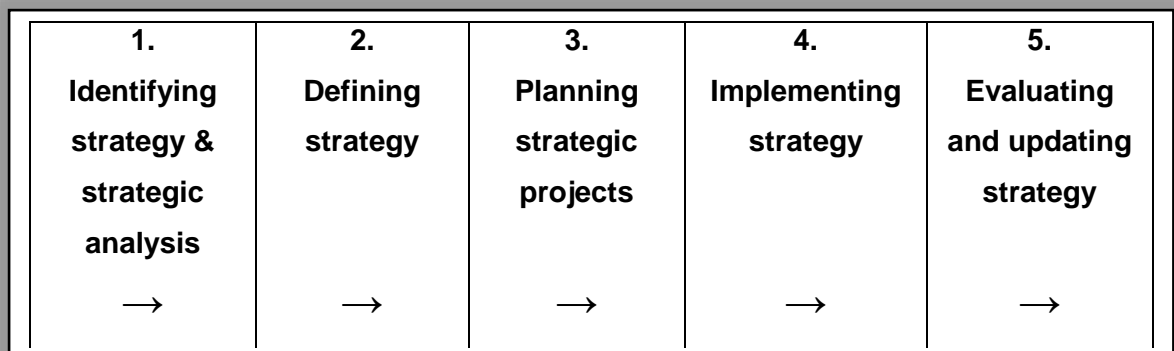 1.
Identifying
strategy &
strategic
analysis
→
2.
Defining
strategy
→
3.
Planning
strategic
projects
→
4.
Implementing
strategy
→
5.
Evaluating
and updating
strategy
→